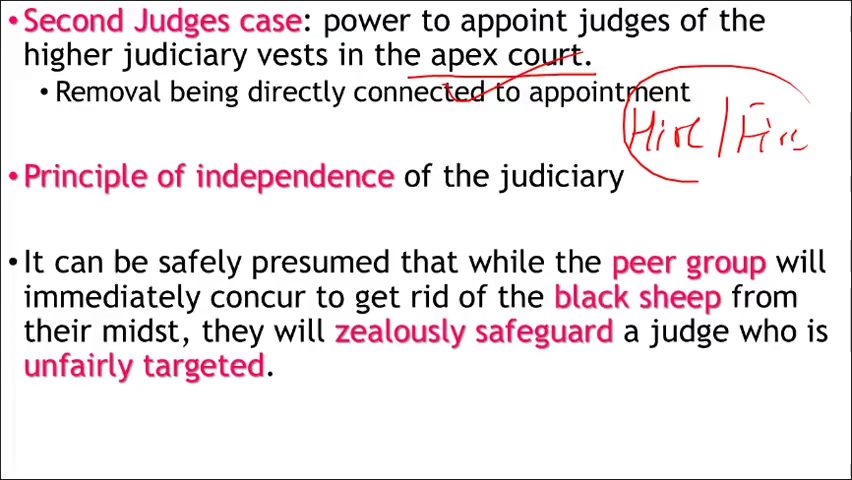 •Second Judges case: power to appoint judges of the
higher judiciary vests in the apex court.
•Removal being directly connected to appointment
Hire/Fire
•Principle of independence of the judiciary
•It can be safely presumed that while the peer group will
immediately concur to get rid of the black sheep from
their midst, they will zealously safeguard a judge who is
unfairly targeted.